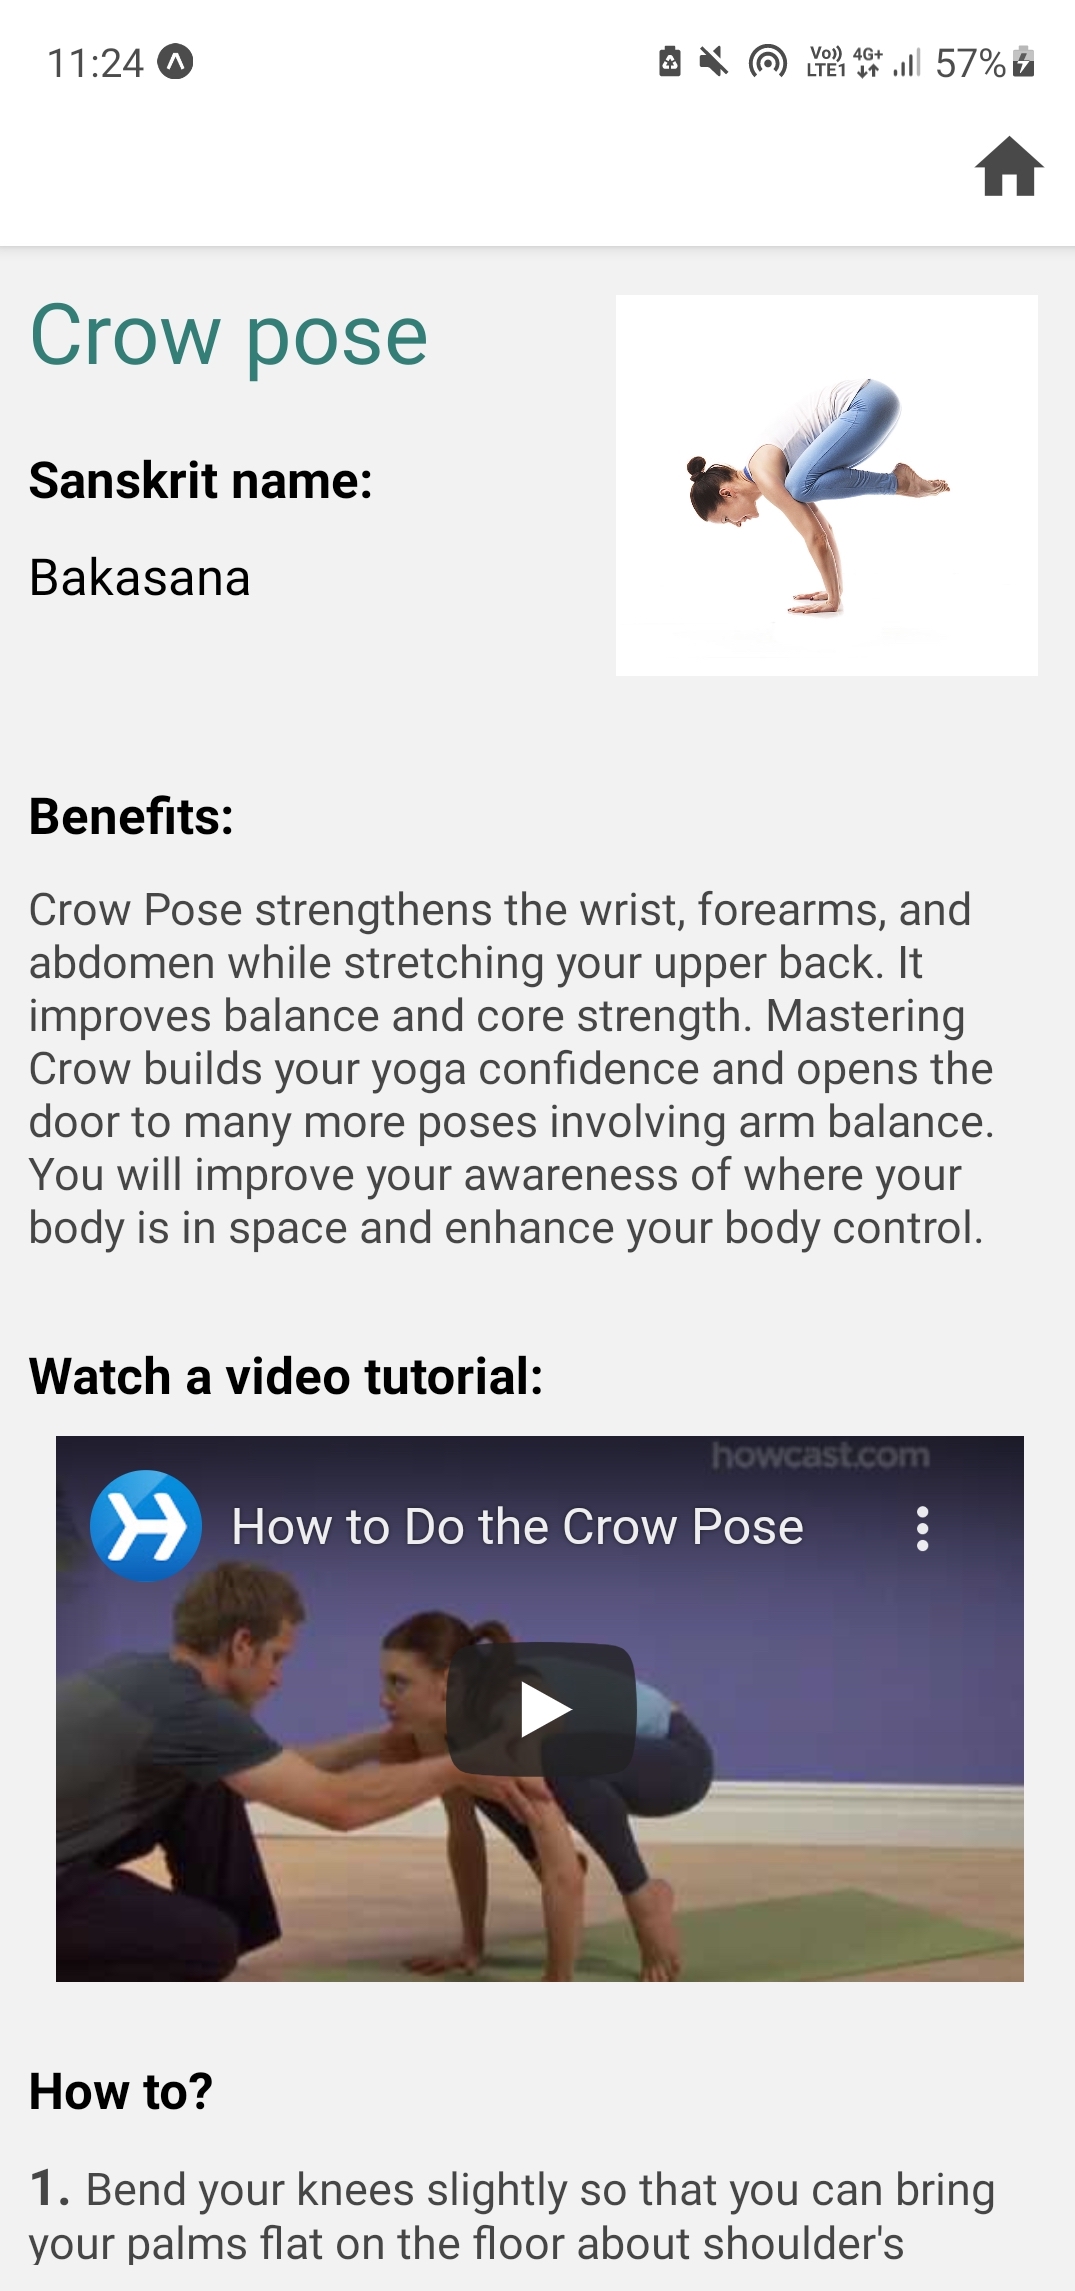 11:24
Vo)) 4G+
LTE1
57%
Crow pose
Sanskrit name:
Bakasana
Benefits:
Crow Pose strengthens the wrist, forearms, and
abdomen while stretching your upper back. It
improves balance and core strength. Mastering
Crow builds your yoga confidence and opens the
door to many more poses involving arm balance.
You will improve your awareness of where your
body is in space and enhance your body control.
Watch a video tutorial:
howcast.com
How to Do the Crow Pose
How to?
1. Bend your knees slightly so that you can bring
your palms flat on the floor about shoulder's